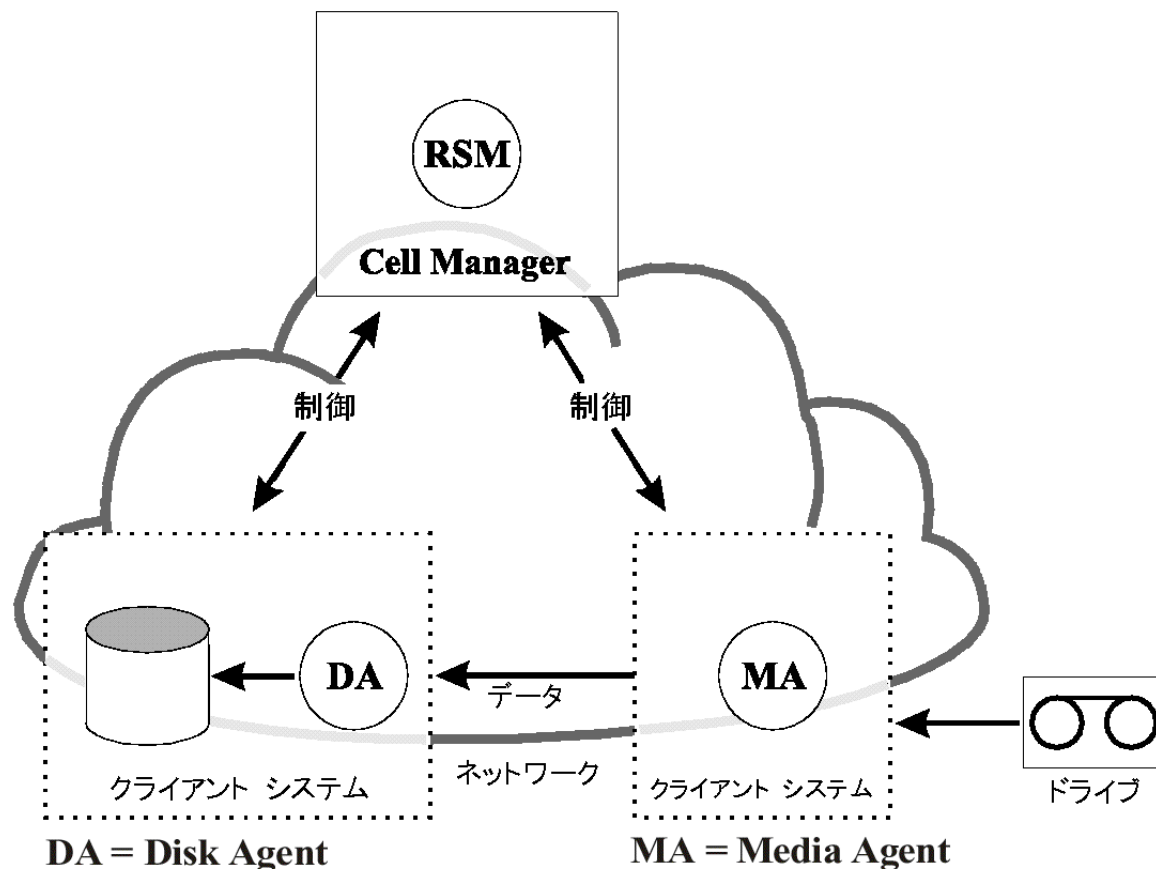 RSM
Cell Manager
制御
制御
DA
データ
MA
クライアント システム
ネットワーク
クライアント システム
ドライブ
DA = Disk Agent
MA = Media Agent